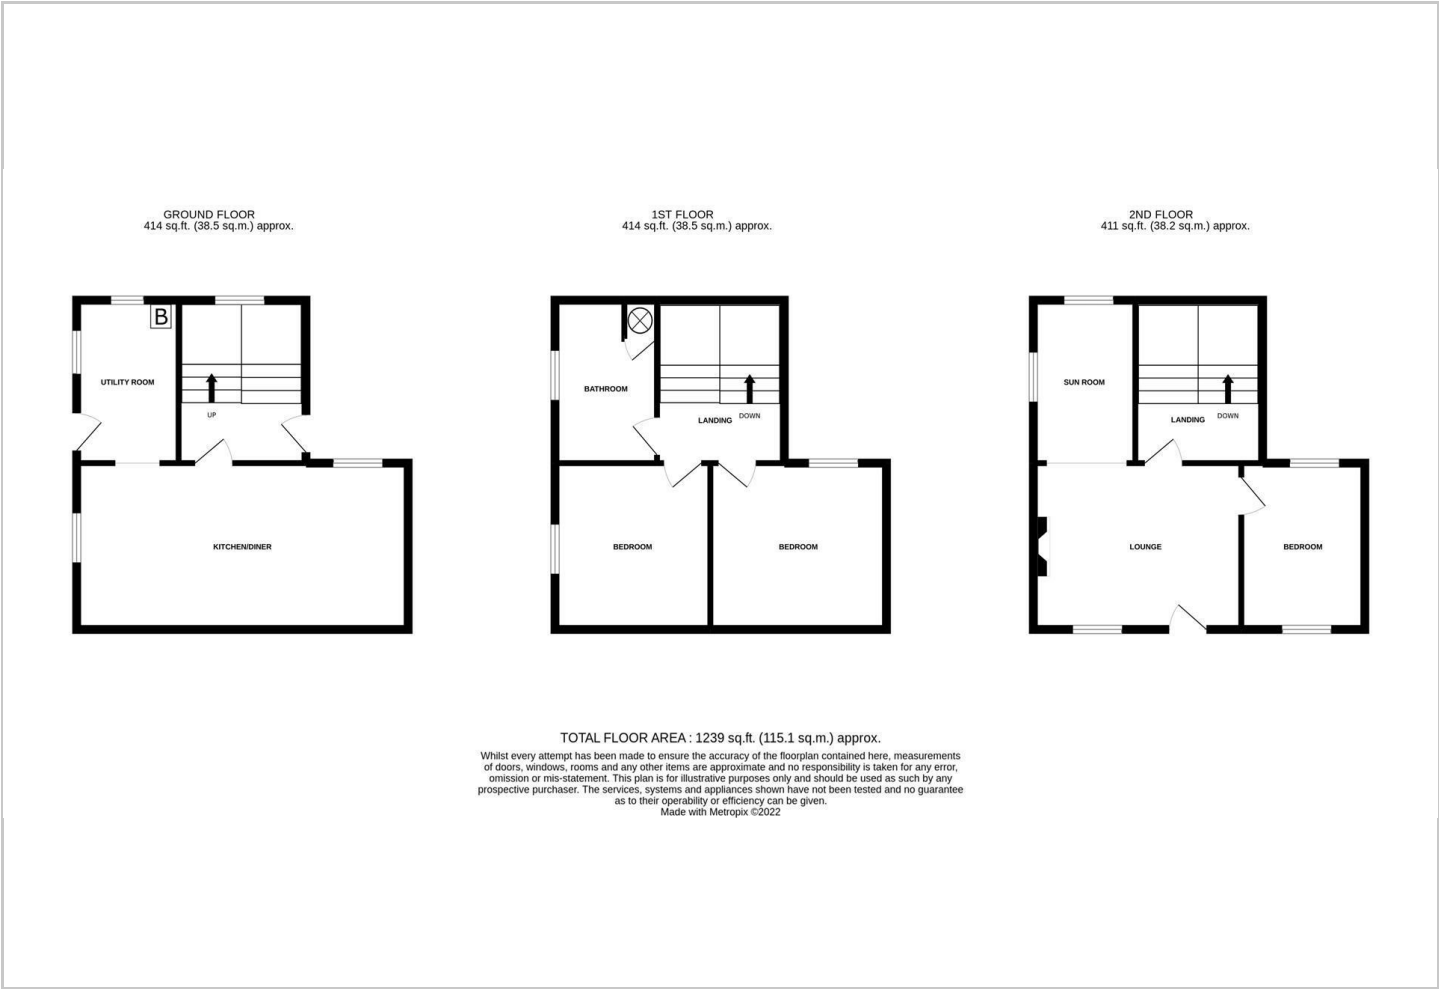 GROUND FLOOR
414 sq.ft. (38.5 sq.m.) approx.
B
UTILITY ROOM
UP
KITCHEN/DINER
1ST FLOOR
414 sq.ft. (38.5 sq.m.) approx.
BATHROOM
LANDING
DOWN
BEDROOM
BEDROOM
2ND FLOOR
411 sq.ft. (38.2 sq.m.) approx.
SUN ROOM
LANDING
DOWN
LOUNGE
BEDROOM
TOTAL FLOOR AREA : 1239 sq.ft. (115.1 sq.m.) approx.
Whilst every attempt has been made to ensure the accuracy of the floorplan contained here, measurements
of doors, windows, rooms and any other items are approximate and no responsibility is taken for any error,
omission or mis-statement. This plan is for illustrative purposes only and should be used as such by any
prospective purchaser. The services, systems and appliances shown have not been tested and no guarantee
as to their operability or efficiency can be given.
Made with Metropix ©2022